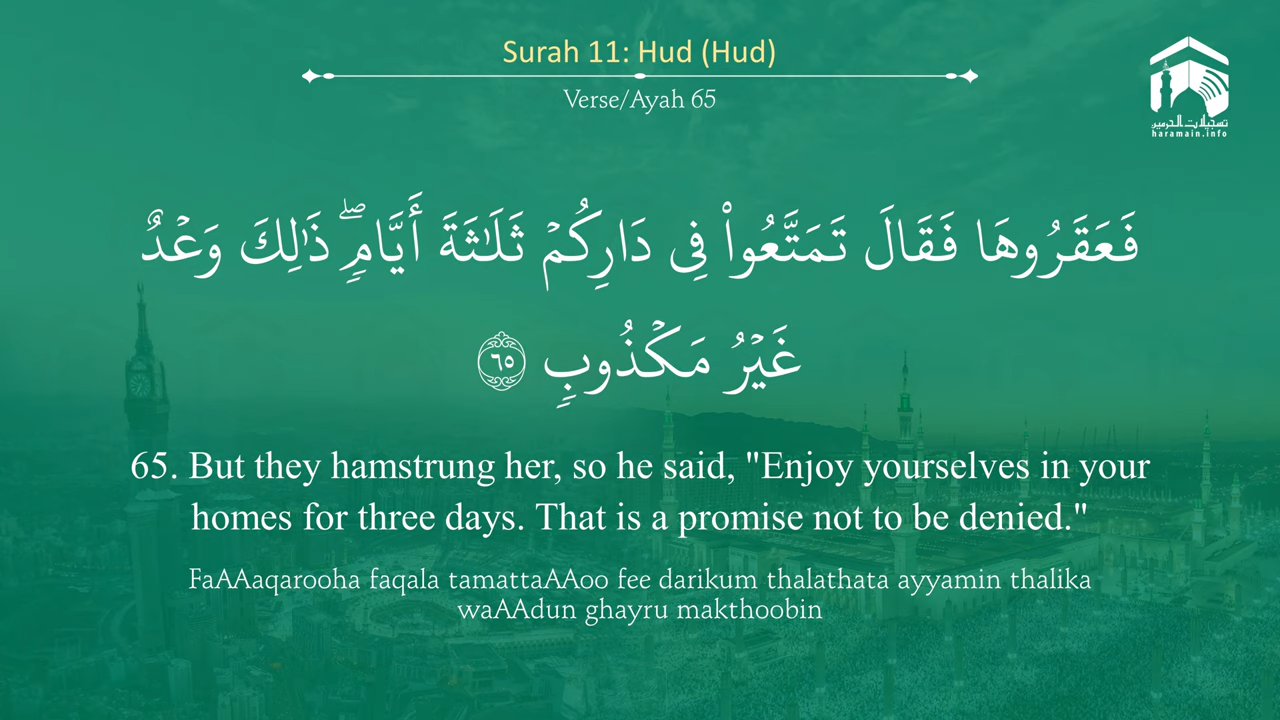 Surah 11: Hud (Hud)
Verse/Ayah 65
تسجيلات الحرمين
haramain.info
فَعَقَرُوهَا فَقَالَ تَمَتَّعُوا۟ فِى دَارِكُمْ ثَلَـٰثَةَ أَيَّامٍۢ ۖ ذَٰلِكَ وَعْدٌ
غَيْرُ مَكْذُوبٍۢ ٦٥
65. But they hamstrung her, so he said, "Enjoy yourselves in your
homes for three days. That is a promise not to be denied."
FaAAaqarooha faqala tamattaAAoo fee darikum thalathata ayyamin thalika
waAAdun ghayru makthoobin